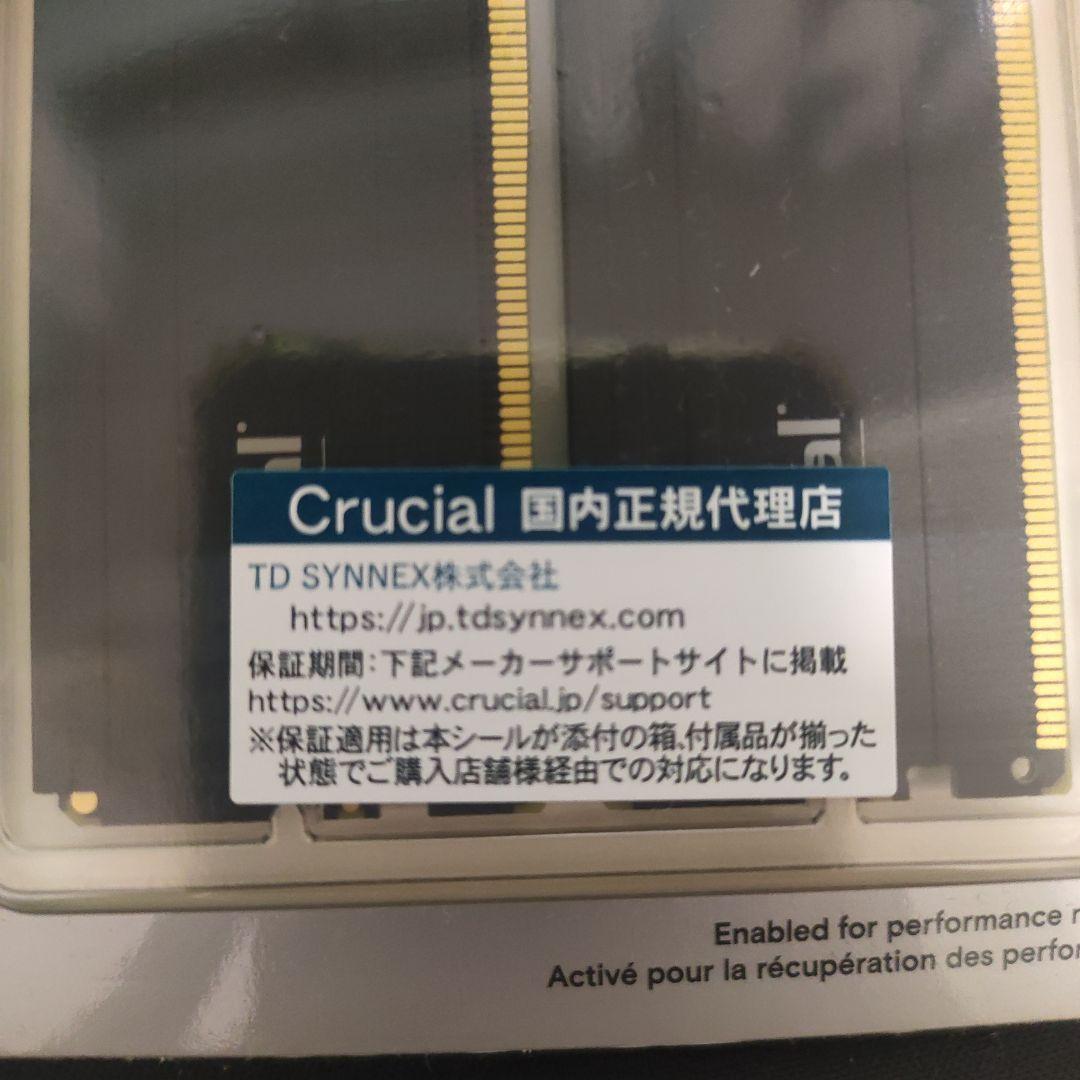 al
al
Crucial 国内正規代理店
TD SYNNEX株式会社
https://jp.tdsynnex.com
保証期間:下記メーカーサポートサイトに掲載
https://www.crucial.jp/support
※保証適用は本シールが添付の箱、付属品が揃った
状態でご購入店舗様経由での対応になります。
Enabled for performance
Activé pour la récupération des perfor